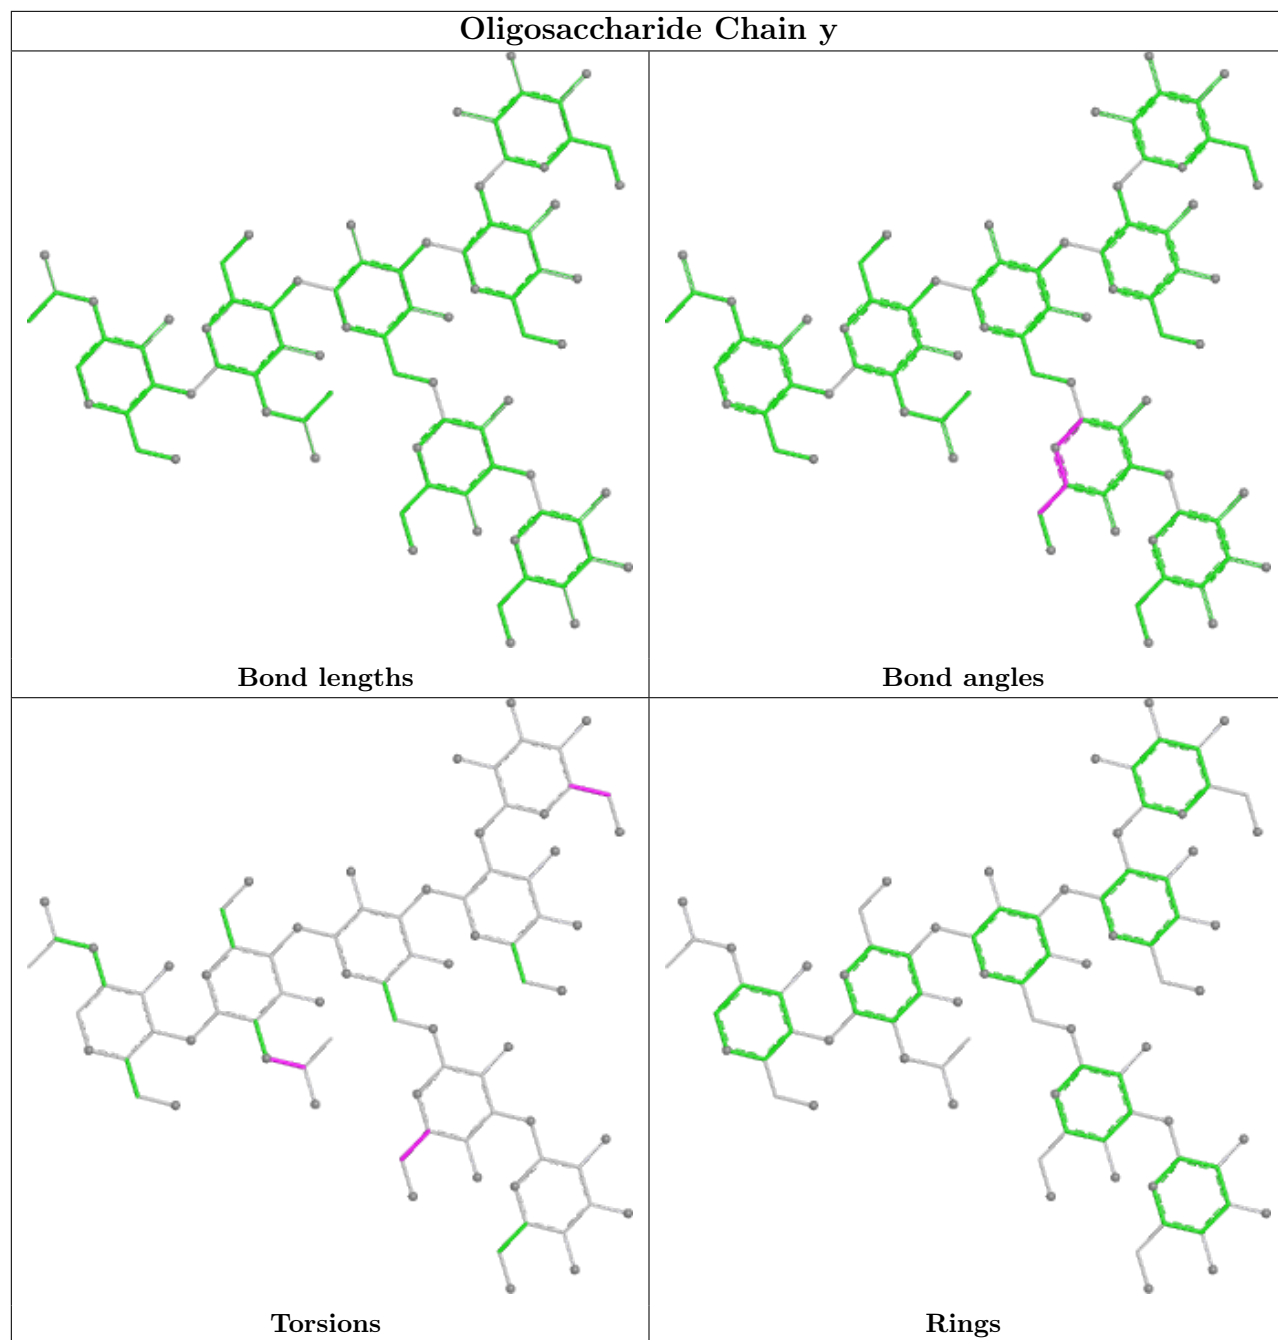 Oligosaccharide Chain y
Bond lengths
Bond angles
Torsions
Rings